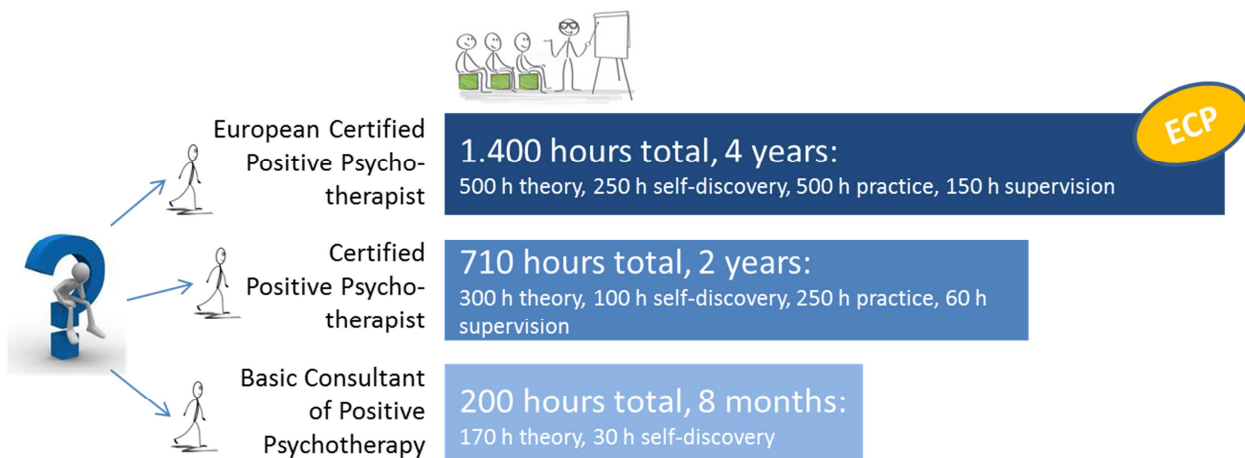 ECP
European Certified
Positive Psycho-
therapist
1.400 hours total, 4 years:
500 h theory, 250 h self-discovery, 500 h practice, 150 h supervision
Certified
Positive Psycho-
therapist
710 hours total, 2 years:
300 h theory, 100 h self-discovery, 250 h practice, 60 h
supervision
Basic Consultant
of Positive
Psychotherapy
200 hours total, 8 months:
170 h theory, 30 h self-discovery